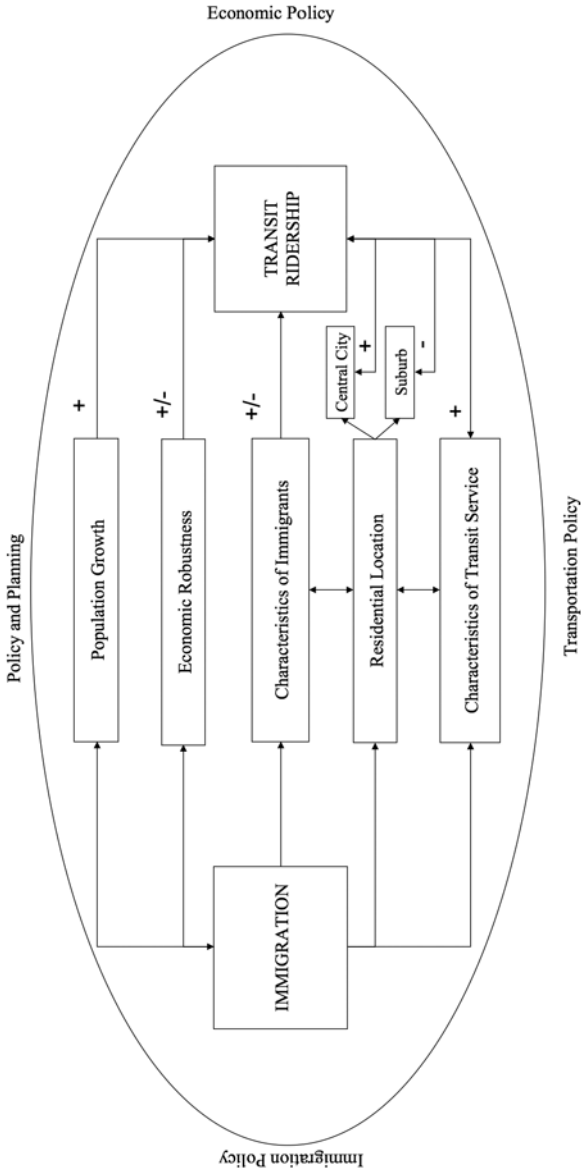 Economic Policy
Policy and Planning
Population Growth
+
Economic Robustness
+/-
IMMIGRATION
Characteristics of Immigrants
+/-
TRANSIT
RIDERSHIP
Residential Location
Central City
+
Suburb
-
Characteristics of Transit Service
+
Transportation Policy
Immigration Policy